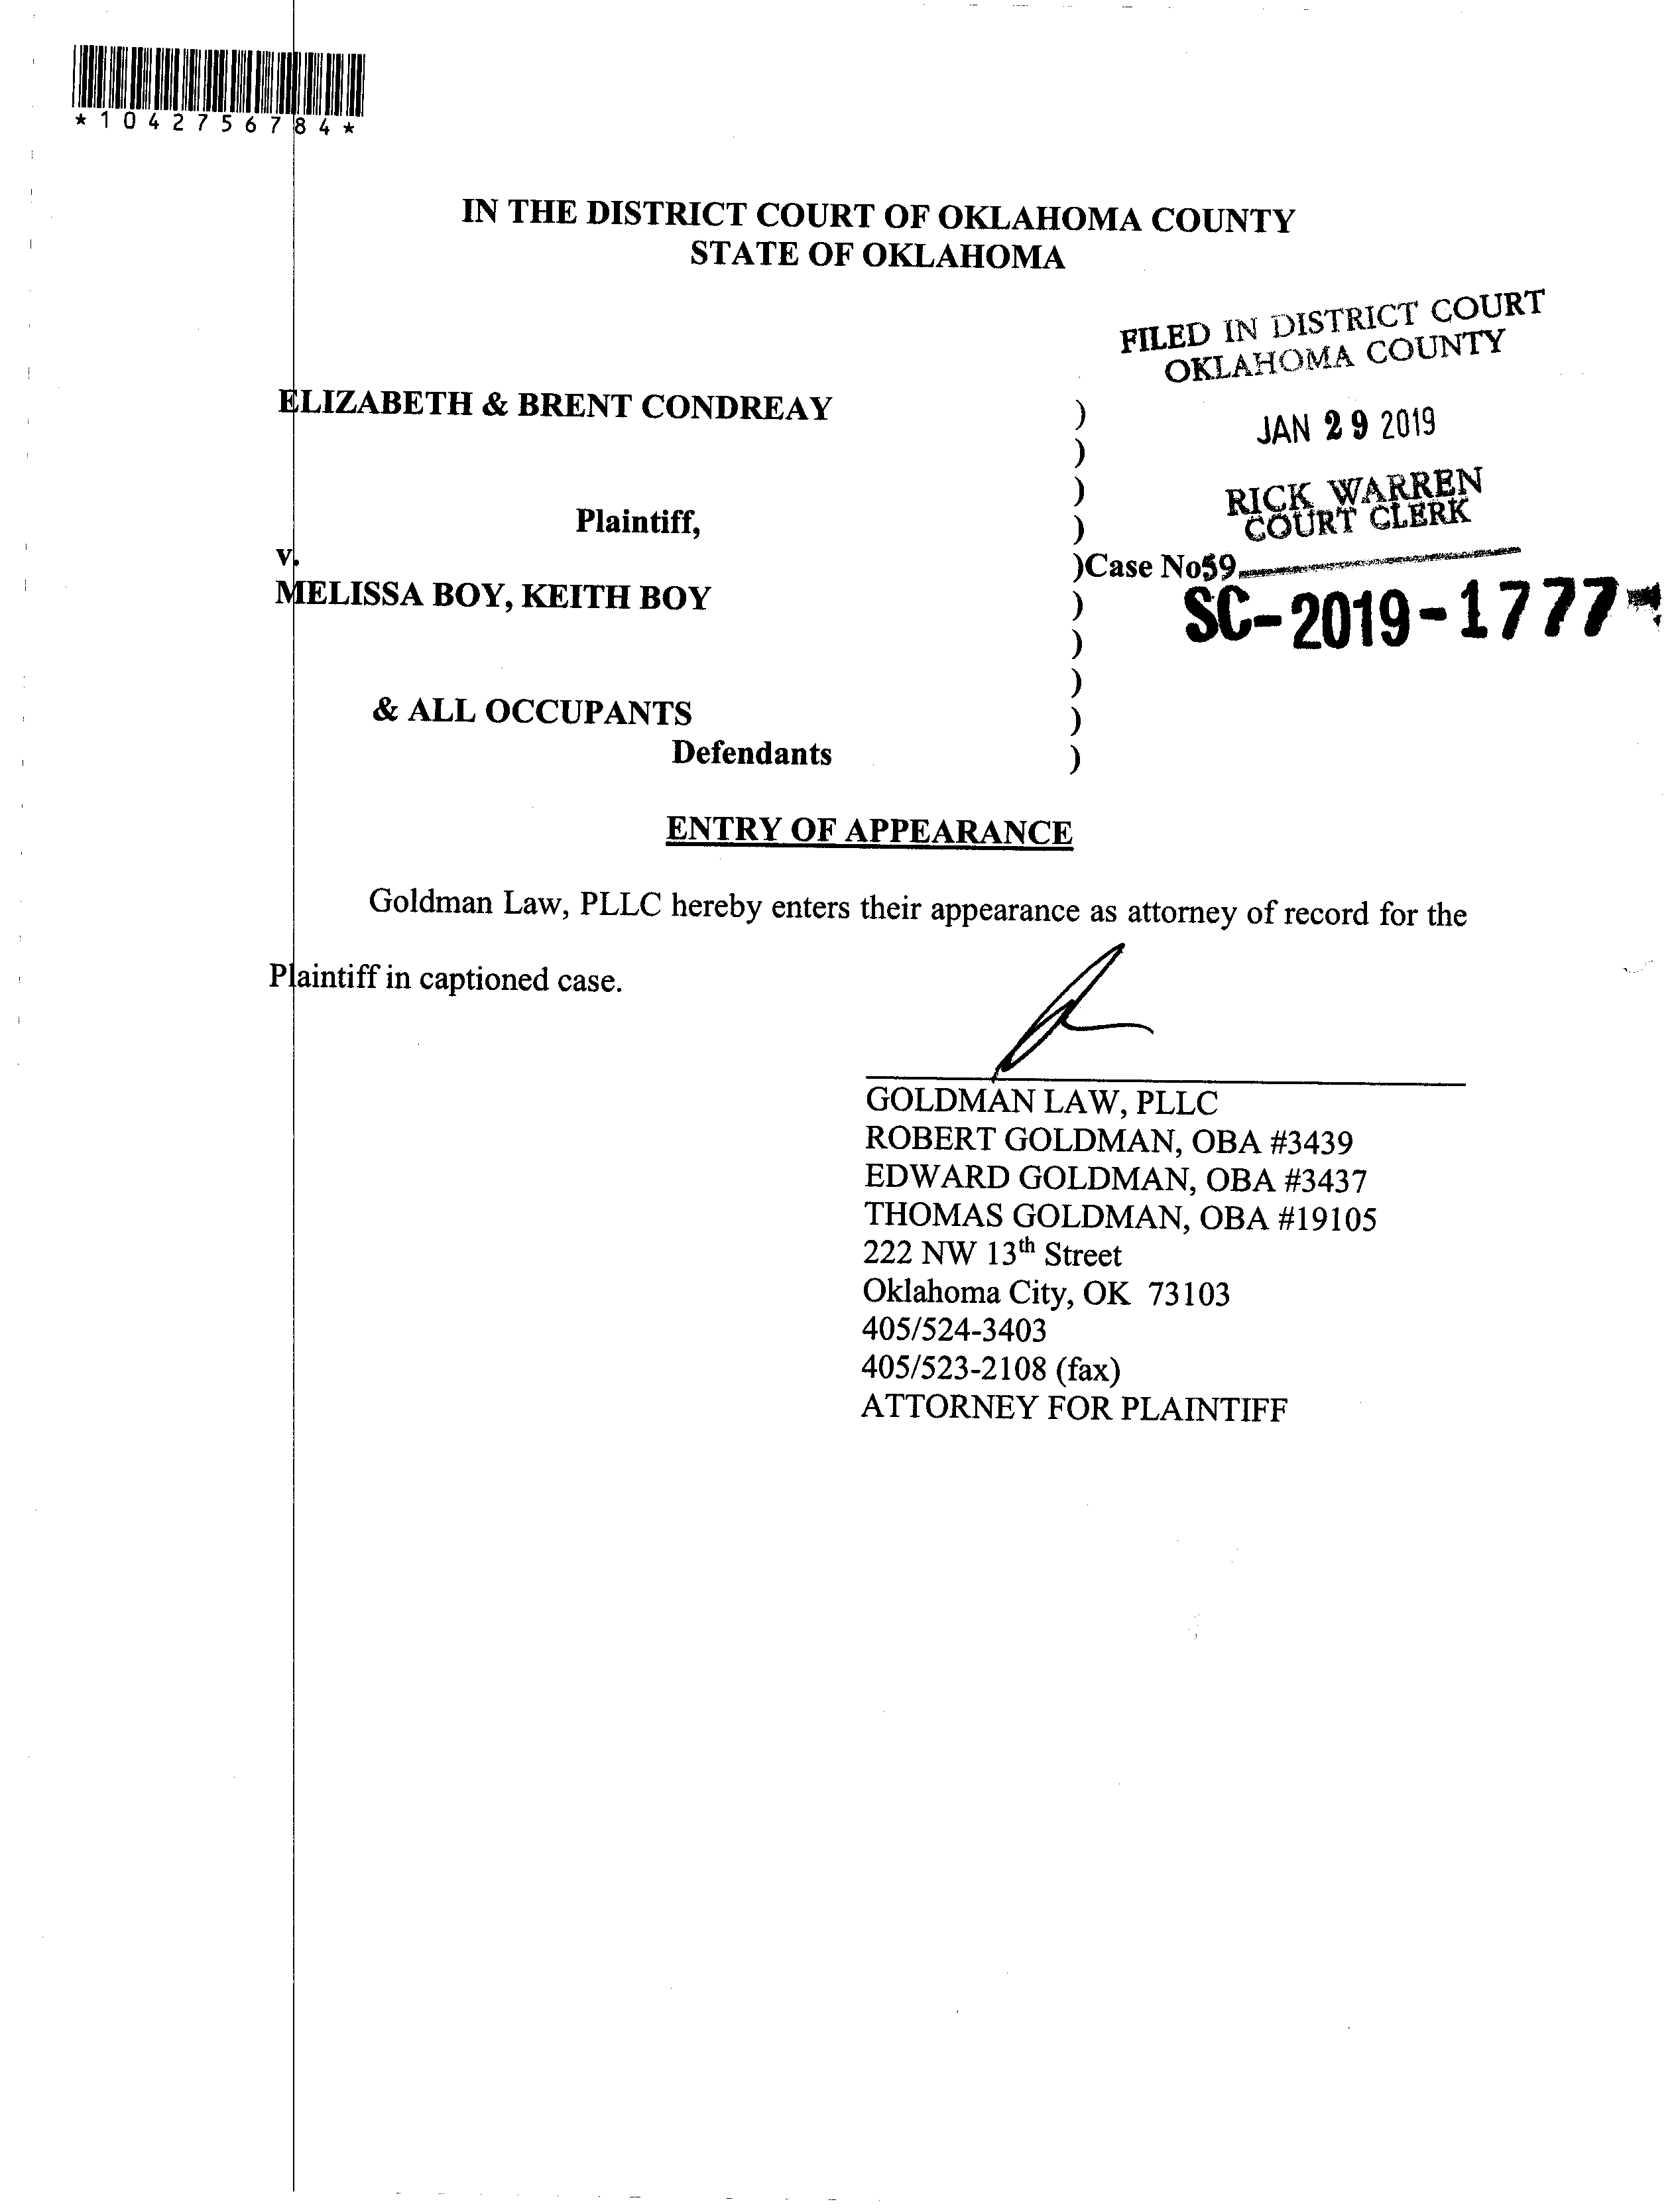 *1042756784*
IN THE DISTRICT COURT OF OKLAHOMA COUNTY
STATE OF OKLAHOMA
FILED IN DISTRICT COURT
OKLAHOMA COUNTY
ELIZABETH & BRENT CONDREAY )
JAN 29 2019
)
)
RICK WARREN
COURT CLERK
Plaintiff, )
v. )Case No59
MELISSA BOY, KEITH BOY )
SC-2019-1777
)
)
& ALL OCCUPANTS )
Defendants )
ENTRY OF APPEARANCE
Goldman Law, PLLC hereby enters their appearance as attorney of record for the
Plaintiff in captioned case.
GOLDMAN LAW, PLLC
ROBERT GOLDMAN, OBA #3439
EDWARD GOLDMAN, OBA #3437
THOMAS GOLDMAN, OBA #19105
222 NW 13th Street
Oklahoma City, OK 73103
405/524-3403
405/523-2108 (fax)
ATTORNEY FOR PLAINTIFF